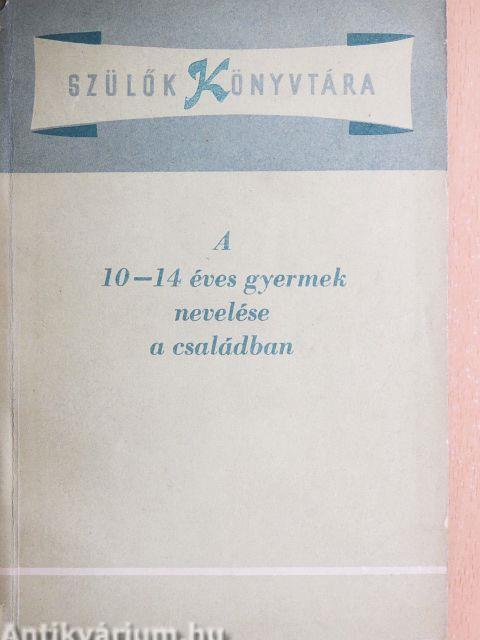 SZÜLŐK KÖNYVTÁRA
A
10—14 éves gyermek
nevelése
a családban
Antikvárium.hu